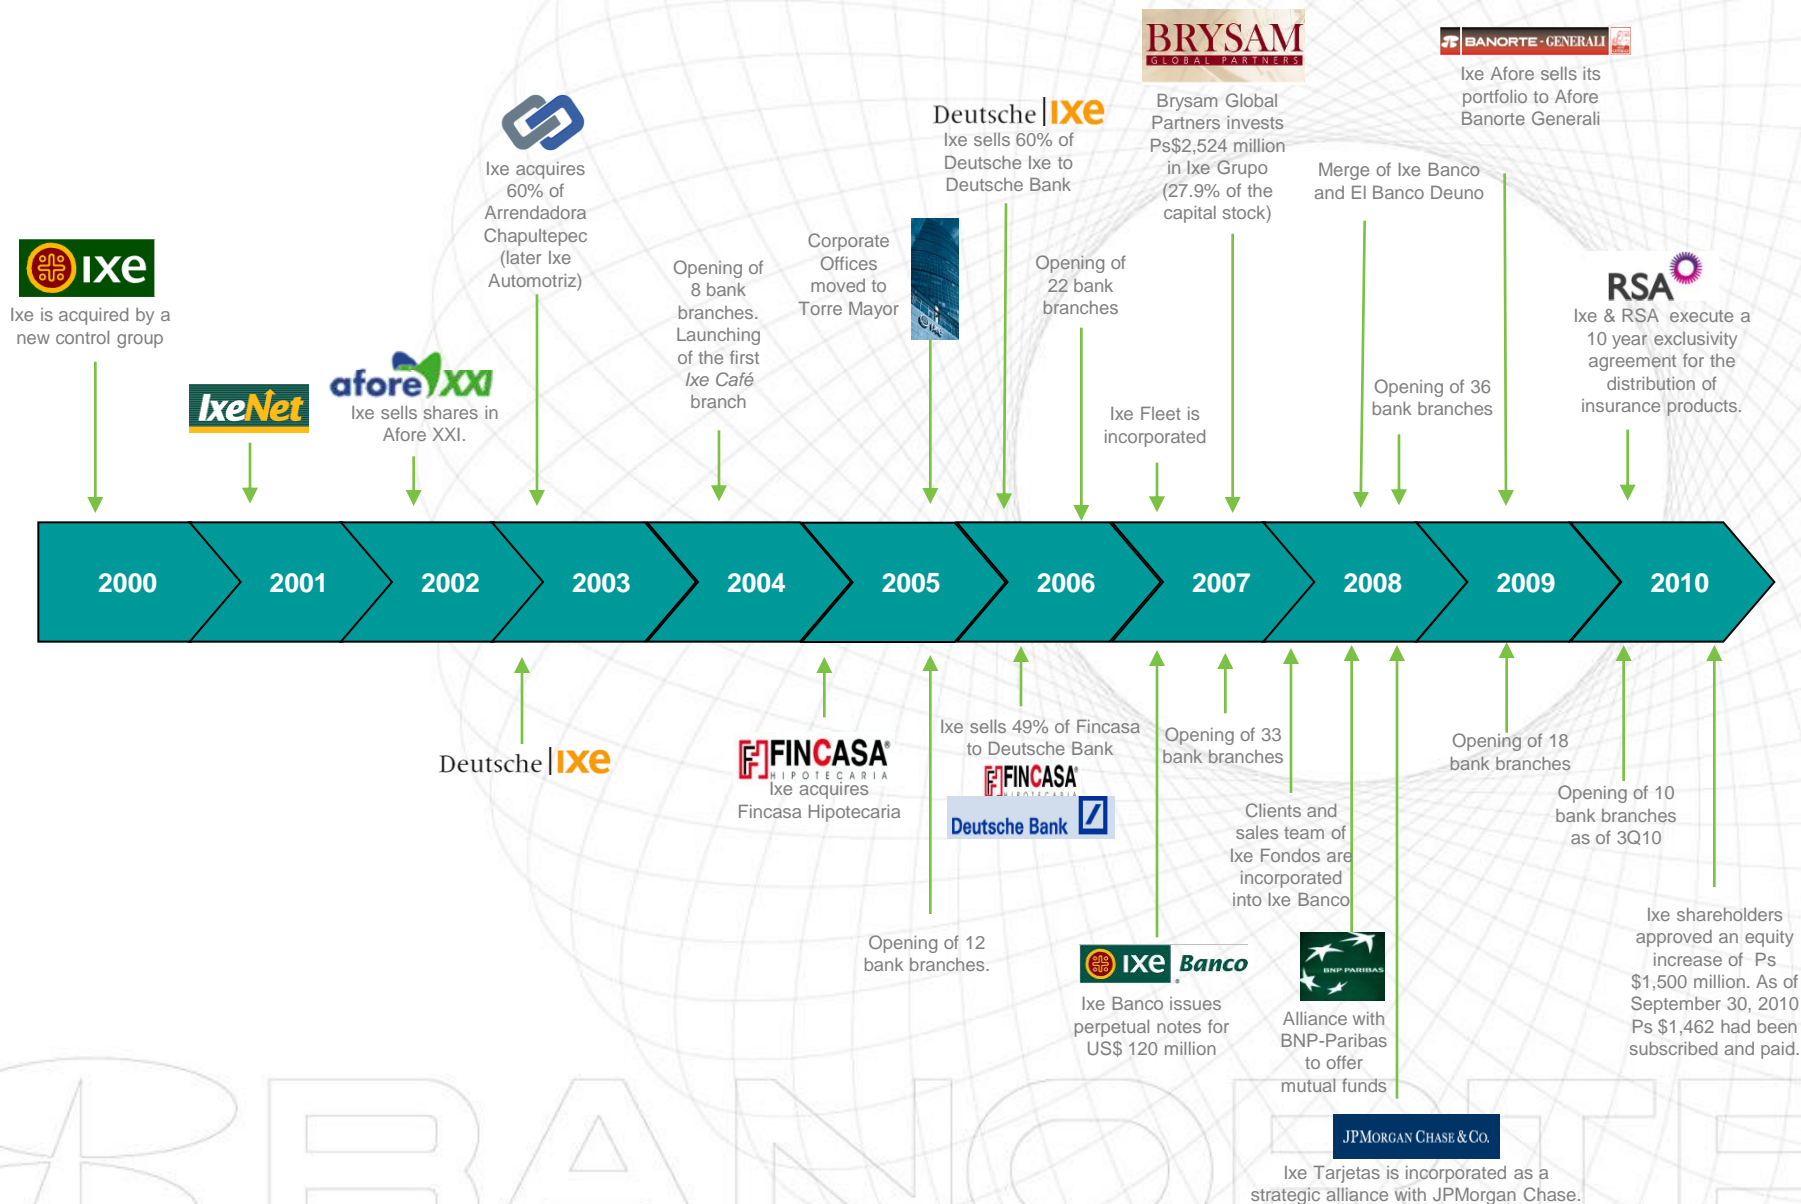 BRYSAM
GLOBAL PARTNERS
Brysam Global
Partners invests
Ps$2,524 million
in Ixe Grupo
(27.9% of the
capital stock)
BANORTE - GENERALI
Ixe Afore sells its
portfolio to Afore
Banorte Generali
Deutsche Ixe
Ixe sells 60% of
Deutsche Ixe to
Deutsche Bank
Ixe acquires
60% of
Arrendadora
Chapultepec
(later Ixe
Automotriz)
Merge of Ixe Banco
and El Banco Deuno
ıxe
Ixe is acquired by a
new control group
Corporate
Offices
moved to
Torre Mayor
Opening of
8 bank
branches.
Launching
of the first
Ixe Café
branch
Opening of
22 bank
branches
RSA
Ixe & RSA execute a
10 year exclusivity
agreement for the
distribution of
insurance products.
IxeNet
afore XXI
Ixe sells shares in
Afore XXI.
Ixe Fleet is
incorporated
Opening of 36
bank branches
2000
2001
2002
2003
2004
2005
2006
2007
2008
2009
2010
Deutsche Ixe
FINCASA
HIPOTECARIA
Ixe acquires
Fincasa Hipotecaria
Ixe sells 49% of Fincasa
to Deutsche Bank
FINCASA
HIPOTECARIA
Deutsche Bank
Opening of 33
bank branches
Opening of 18
bank branches
Opening of 10
bank branches
as of 3Q10
Clients and
sales team of
Ixe Fondos are
incorporated
into Ixe Banco
Opening of 12
bank branches.
ıxe Banco
Ixe Banco issues
perpetual notes for
US$ 120 million
BNP PARIBAS
Alliance with
BNP-Paribas
to offer
mutual funds
Ixe shareholders
approved an equity
increase of Ps
$1,500 million. As of
September 30, 2010
Ps $1,462 had been
subscribed and paid.
JPMORGAN CHASE & CO.
Ixe Tarjetas is incorporated as a
strategic alliance with JPMorgan Chase.
BANORTE